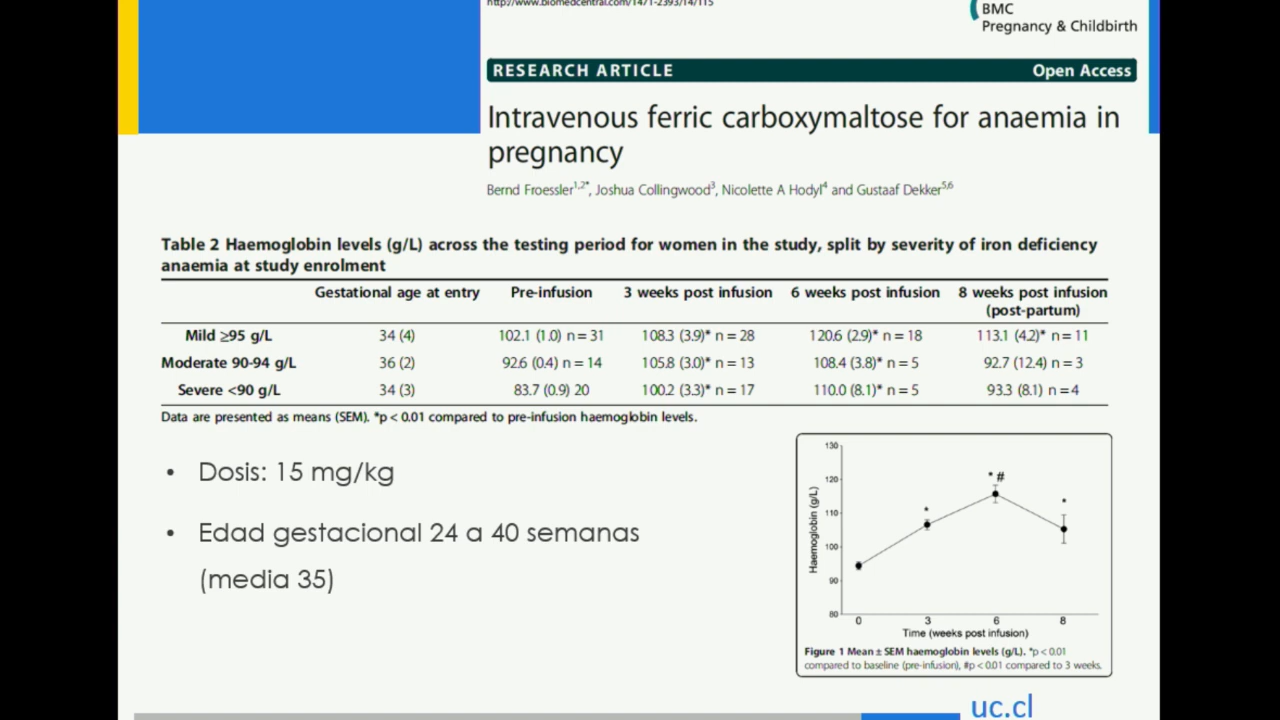 http://www.biomedcentral.com/1471-2393/14/115
BMC
Pregnancy & Childbirth
RESEARCH ARTICLE Open Access
Intravenous ferric carboxymaltose for anaemia in
pregnancy
Bernd Froessler1,2*, Joshua Collingwood3, Nicolette A Hodyl4 and Gustaaf Dekker5,6
Table 2 Haemoglobin levels (g/L) across the testing period for women in the study, split by severity of iron deficiency
anaemia at study enrolment
Gestational age at entry Pre-infusion 3 weeks post infusion 6 weeks post infusion 8 weeks post infusion
(post-partum)
Mild ≥95 g/L 34 (4) 102.1 (1.0) n = 31 108.3 (3.9)* n = 28 120.6 (2.9)* n = 18 113.1 (4.2)* n = 11
Moderate 90-94 g/L 36 (2) 92.6 (0.4) n = 14 105.8 (3.0)* n = 13 108.4 (3.8)* n = 5 92.7 (12.4) n = 3
Severe <90 g/L 34 (3) 83.7 (0.9) 20 100.2 (3.3)* n = 17 110.0 (8.1)* n = 5 93.3 (8.1) n = 4
Data are presented as means (SEM). *p < 0.01 compared to pre-infusion haemoglobin levels.
• Dosis: 15 mg/kg
• Edad gestacional 24 a 40 semanas
(media 35)
130
120
110
100
90
80
Haemoglobin (g/L)
* * # *
0 3 6 8
Time (weeks post infusion)
Figure 1 Mean ± SEM haemoglobin levels (g/L). *p < 0.01
compared to baseline (pre-infusion), #p < 0.01 compared to 3 weeks.
uc.cl